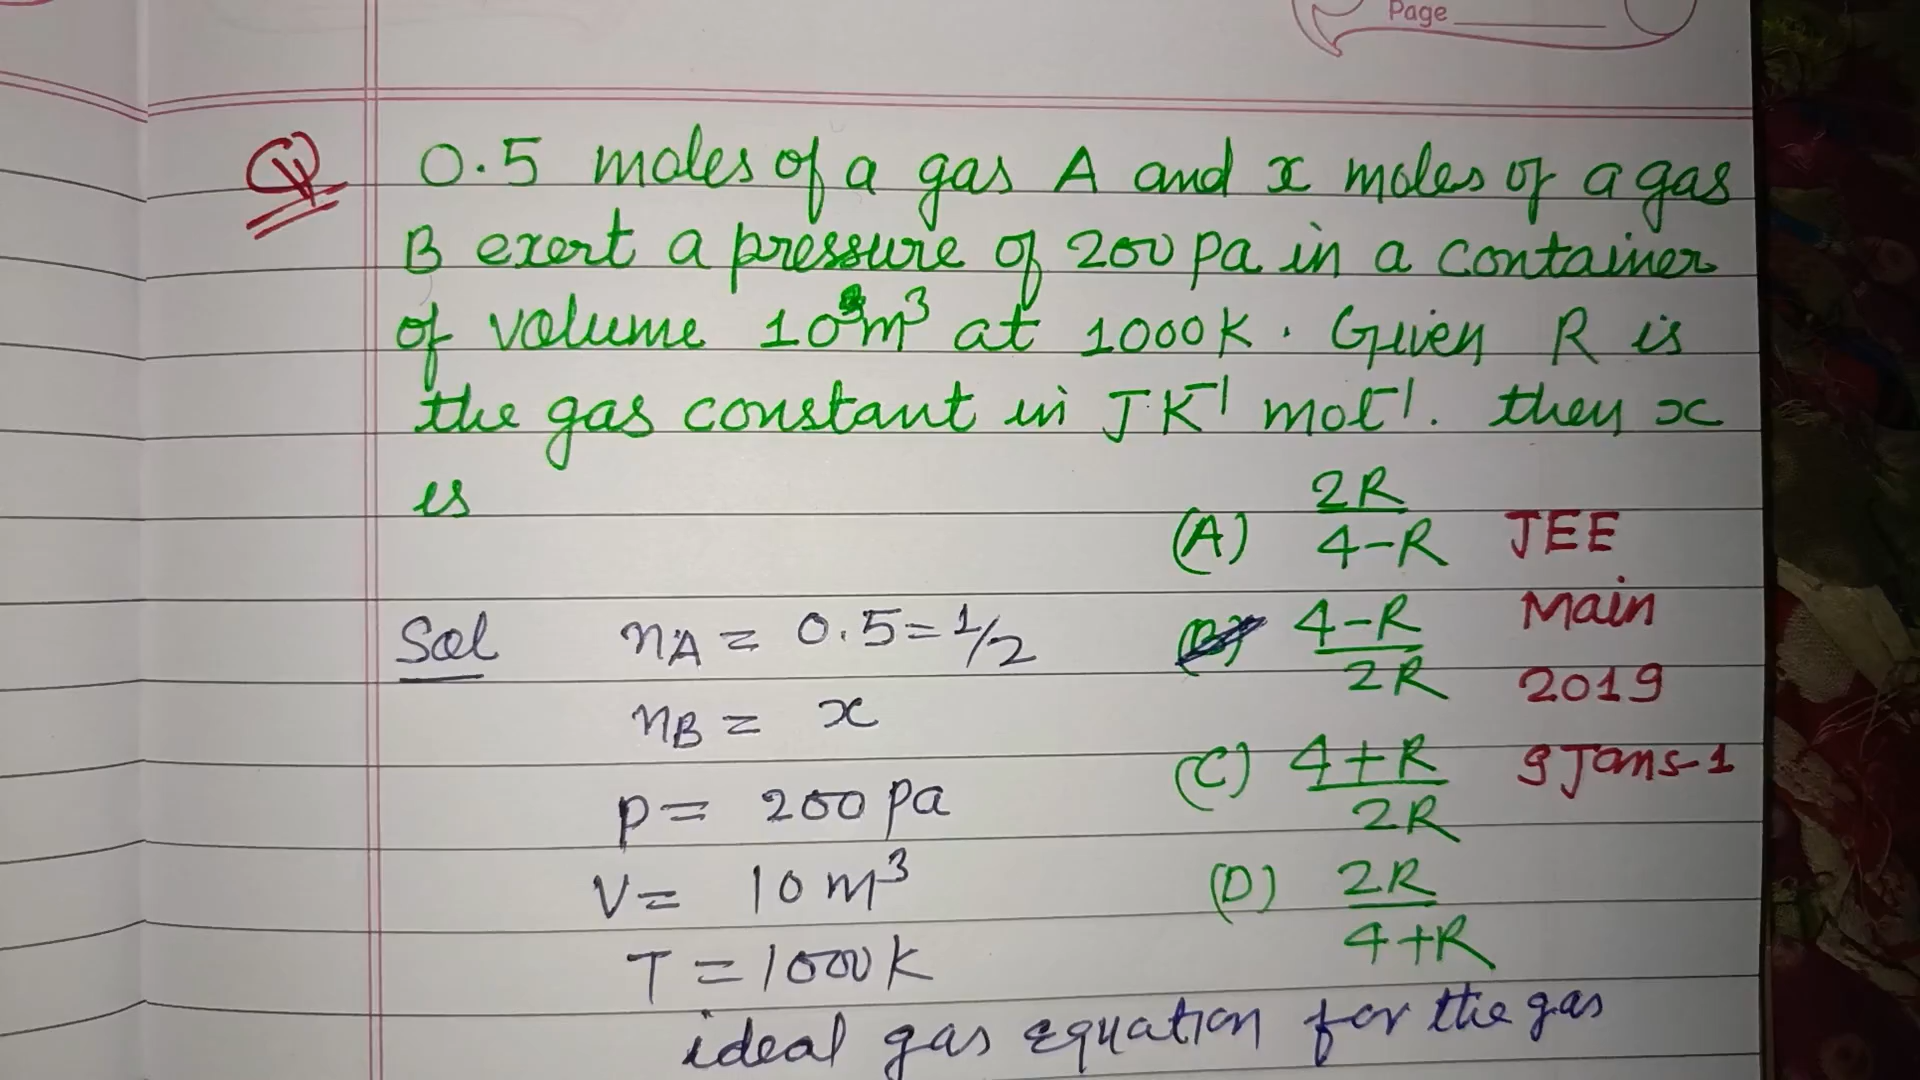 Page
Q 0.5 moles of a gas A and x moles of a gas
B exert a pressure of 200 pa in a container
of volume 10 m³ at 1000 K. Given R is
the gas constant in JK⁻¹ mol⁻¹. then x
is
(A) 2R/4-R JEE
Sol nA = 0.5 = 1/2 (B) 4-R/2R Main
nB = x 2019
P = 200 pa (C) 4+R/2R 9 Jan S-1
V = 10 m³ (D) 2R/4+R
T = 1000 K
ideal gas equation for the gas